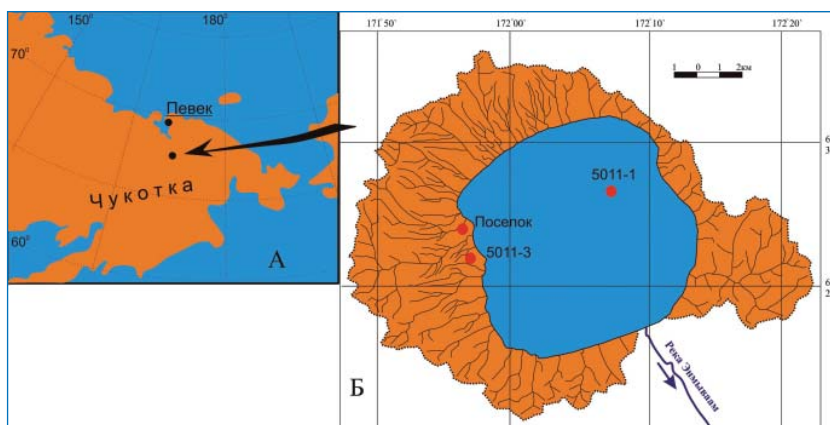 150°
180°
70°
Певек
Чукотка
60°
А
171°50'
172°00'
172°10'
172°20'
1 0 1 2км
5011-1
Поселок
5011-3
Река Энмываам
Б